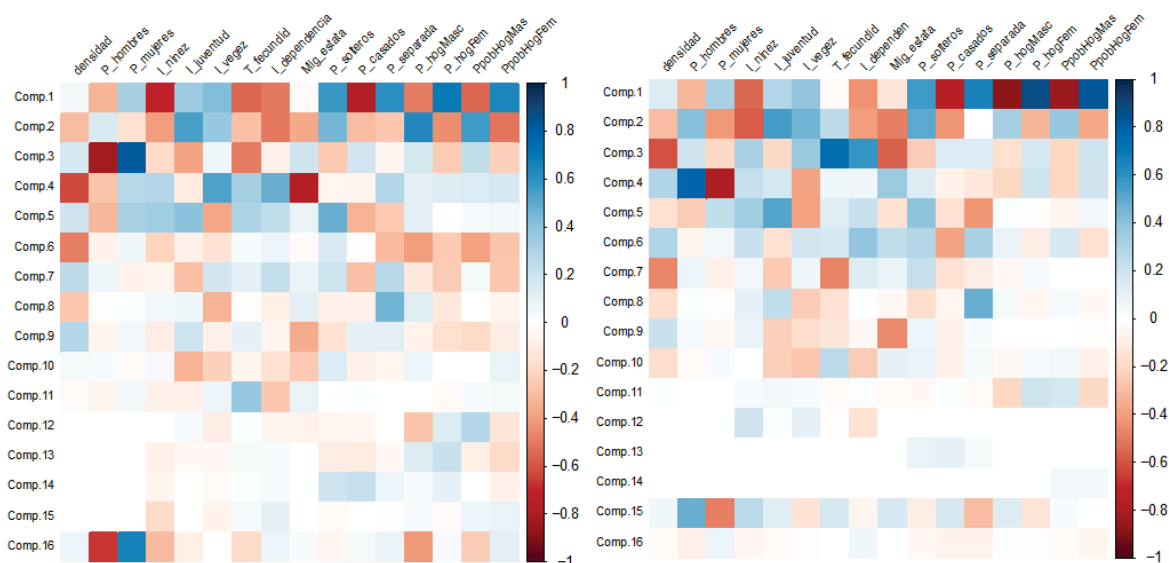 densidad
P_hombres
P_mujeres
I_ninez
I_juventud
I_vegez
T_fecundid
I_dependencia
Mig_estata
P_solteros
P_casados
P_separada
P_hogMasc
P_hogFem
PpobHogMas
PpobHogFem
Comp.1
Comp.2
Comp.3
Comp.4
Comp.5
Comp.6
Comp.7
Comp.8
Comp.9
Comp.10
Comp.11
Comp.12
Comp.13
Comp.14
Comp.15
Comp.16
1
0.8
0.6
0.4
0.2
0
−0.2
−0.4
−0.6
−0.8
−1
densidad
P_hombres
P_mujeres
I_ninez
I_juventud
I_vegez
T_fecundid
I_dependen
Mig_estata
P_solteros
P_casados
P_separada
P_hogMasc
P_hogFem
PpobHogMas
PpobHogFem
Comp.1
Comp.2
Comp.3
Comp.4
Comp.5
Comp.6
Comp.7
Comp.8
Comp.9
Comp.10
Comp.11
Comp.12
Comp.13
Comp.14
Comp.15
Comp.16
1
0.8
0.6
0.4
0.2
0
−0.2
−0.4
−0.6
−0.8
−1